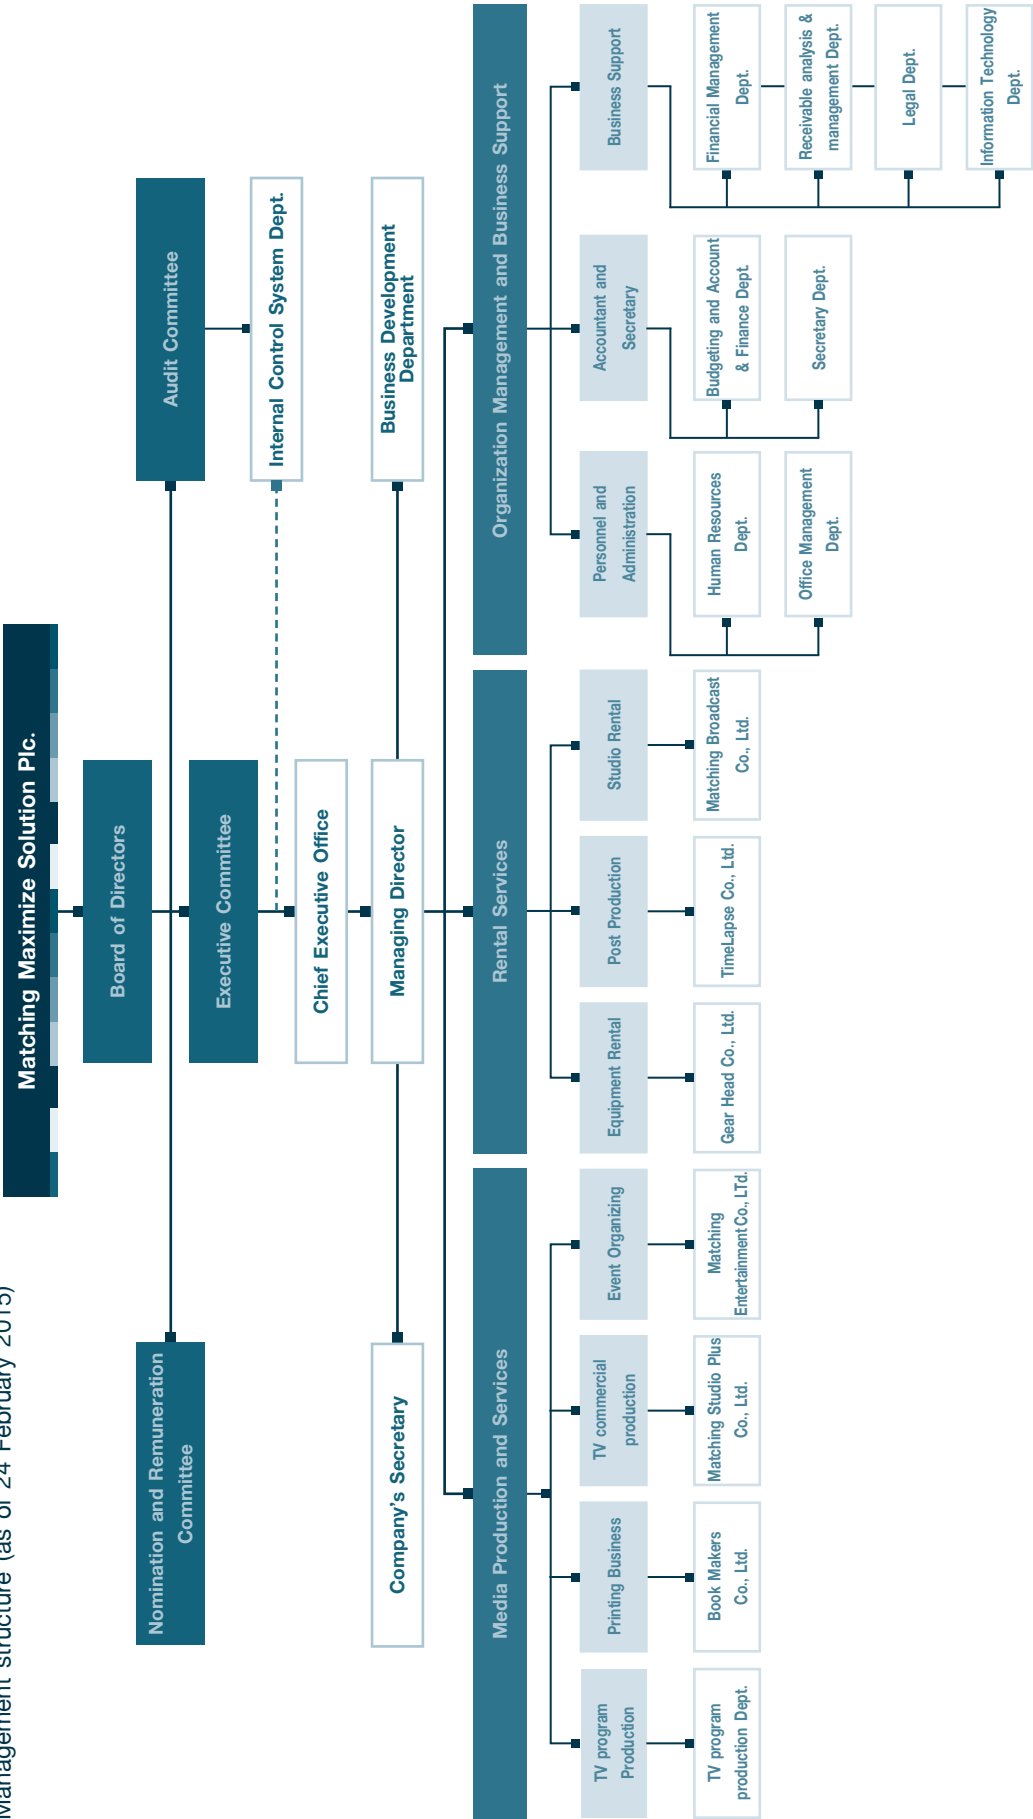 Management structure (as of 24 February 2015)
Matching Maximize Solution Plc.
Board of Directors
Nomination and Remuneration
Committee
Audit Committee
Executive Committee
Internal Control System Dept.
Chief Executive Office
Company's Secretary
Managing Director
Business Development
Department
Media Production and Services
Rental Services
Organization Management and Business Support
TV program
Production
Printing Business
TV commercial
production
Event Organizing
Equipment Rental
Post Production
Studio Rental
Personnel and
Administration
Accountant and
Secretary
Business Support
TV program
production Dept.
Book Makers
Co., Ltd.
Matching Studio Plus
Co., Ltd.
Matching
Entertainment Co., LTd.
Gear Head Co., Ltd.
TimeLapse Co., Ltd.
Matching Broadcast
Co., Ltd.
Human Resources
Dept.
Budgeting and Account
& Finance Dept.
Financial Management
Dept.
Office Management
Dept.
Secretary Dept.
Receivable analysis &
management Dept.
Legal Dept.
Information Technology
Dept.